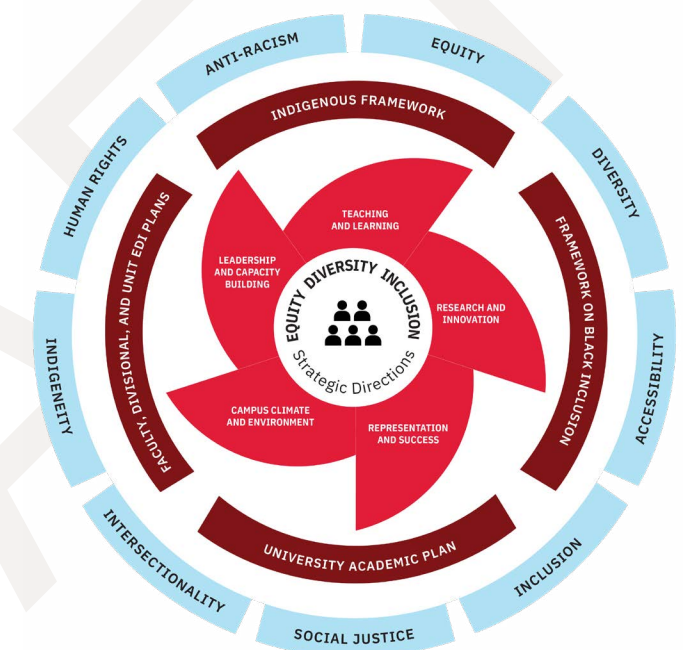 ANTI-RACISM
EQUITY
DIVERSITY
ACCESSIBILITY
INCLUSION
SOCIAL JUSTICE
INTERSECTIONALITY
INDIGENEITY
HUMAN RIGHTS
INDIGENOUS FRAMEWORK
FRAMEWORK ON BLACK INCLUSION
UNIVERSITY ACADEMIC PLAN
FACULTY, DIVISIONAL, AND UNIT EDI PLANS
TEACHING
AND LEARNING
RESEARCH AND
INNOVATION
REPRESENTATION
AND SUCCESS
CAMPUS CLIMATE
AND ENVIRONMENT
LEADERSHIP
AND CAPACITY
BUILDING
EQUITY DIVERSITY INCLUSION
Strategic Directions